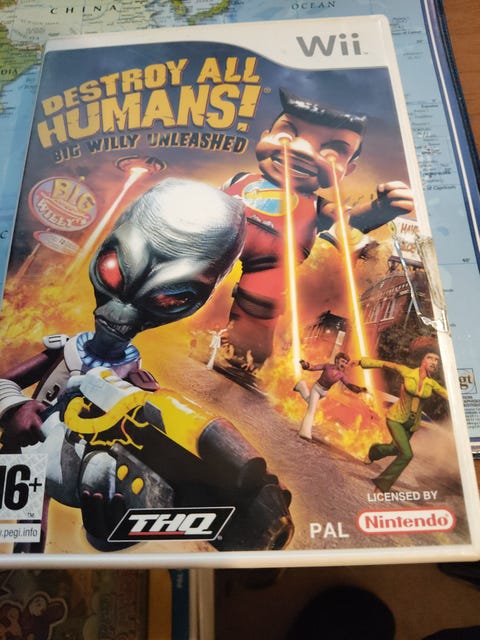 CHINA
OCEAN
Wii
DESTROY ALL
HUMANS!®
BIG WILLY UNLEASHED
BIG
WILLY'S
16+
www.pegi.info
THQ
LICENSED BY
PAL Nintendo®